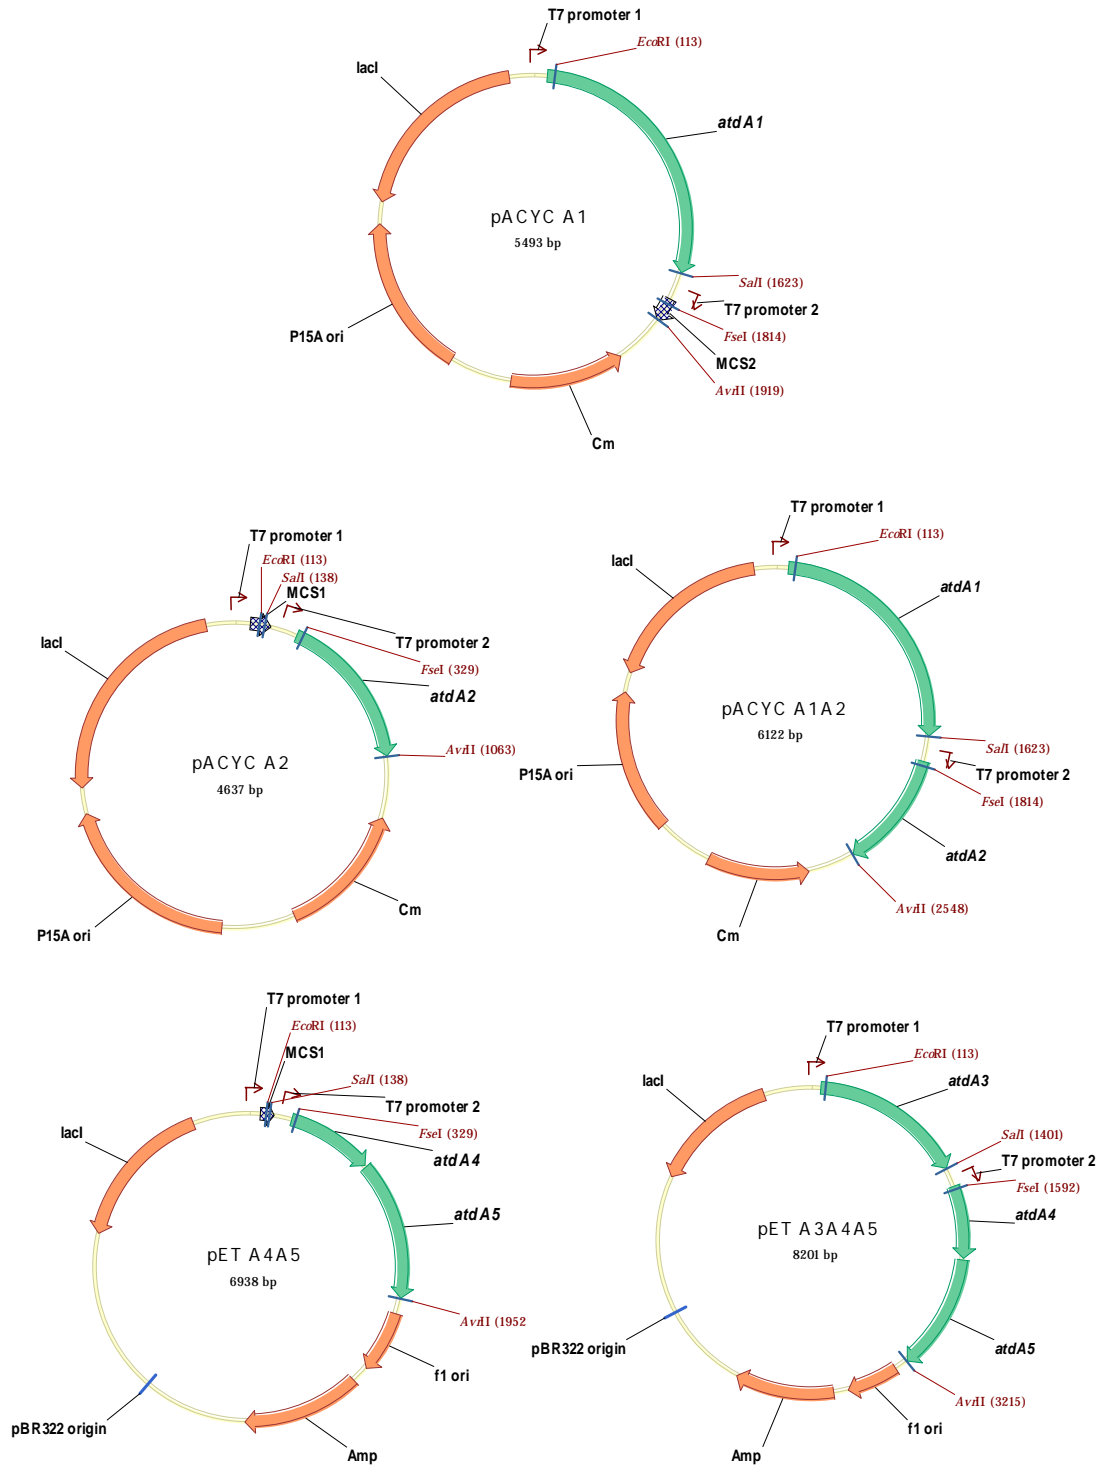 T7 promoter 1
EcoRI (113)
lacI
atdA1
pACYC A1
5493 bp
SalI (1623)
T7 promoter 2
P15A ori
FseI (1814)
MCS2
AvrII (1919)
Cm
T7 promoter 1
EcoRI (113)
SalI (138)
MCS1
lacI
T7 promoter 2
FseI (329)
atdA2
AvrII (1063)
pACYC A2
4637 bp
Cm
P15A ori
T7 promoter 1
EcoRI (113)
lacI
atdA1
pACYC A1A2
6122 bp
SalI (1623)
T7 promoter 2
P15A ori
FseI (1814)
atdA2
AvrII (2548)
Cm
T7 promoter 1
EcoRI (113)
MCS1
SalI (138)
T7 promoter 2
lacI
FseI (329)
atdA4
atdA5
pET A4A5
6938 bp
AvrII (1952
f1 ori
pBR322 origin
Amp
T7 promoter 1
EcoRI (113)
lacI
atdA3
SalI (1401)
T7 promoter 2
FseI (1592)
atdA4
pET A3A4A5
8201 bp
pBR322 origin
atdA5
AvrII (3215)
f1 ori
Amp